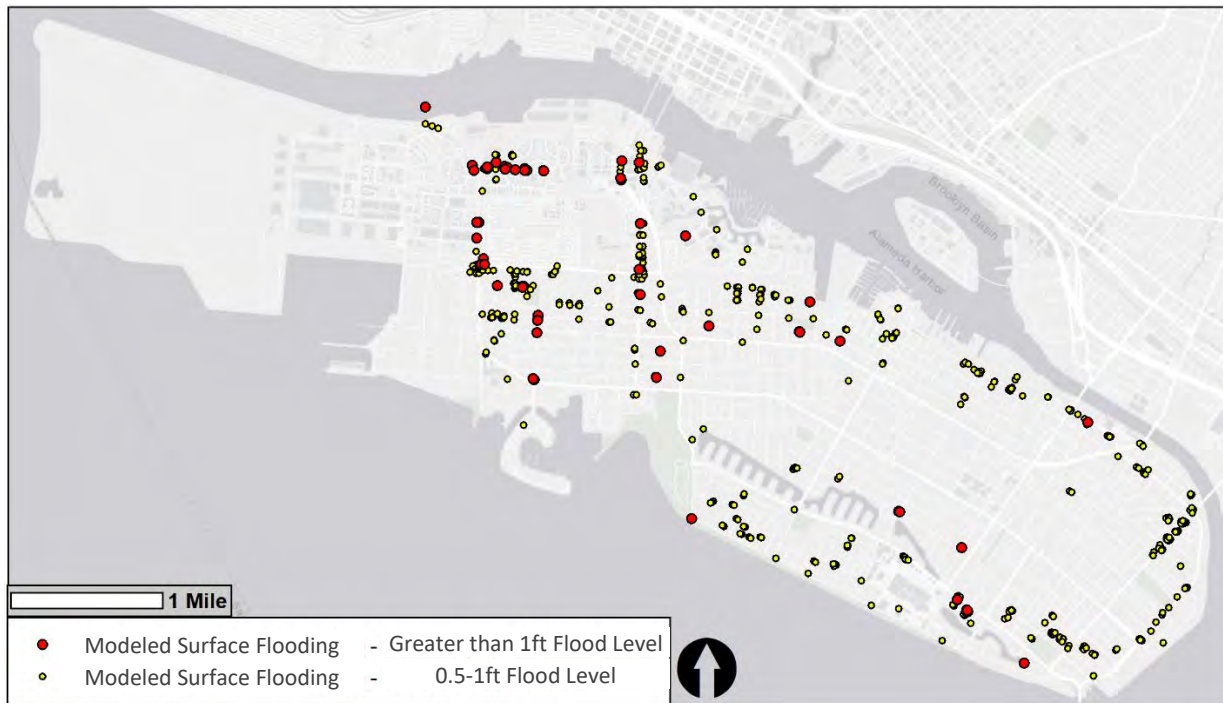 Brooklyn Basin
Alameda Harbor
1 Mile
Modeled Surface Flooding - Greater than 1ft Flood Level
Modeled Surface Flooding - 0.5-1ft Flood Level